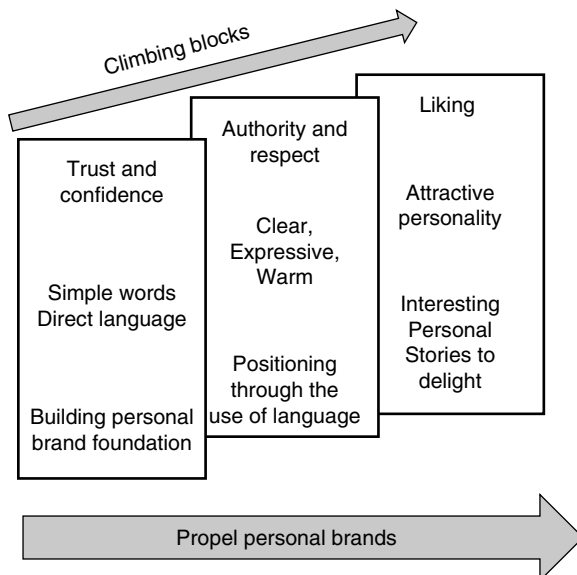 Climbing blocks
Trust and
confidence
Simple words
Direct language
Building personal
brand foundation
Authority and
respect
Clear,
Expressive,
Warm
Positioning
through the
use of language
Liking
Attractive
personality
Interesting
Personal
Stories to
delight
Propel personal brands